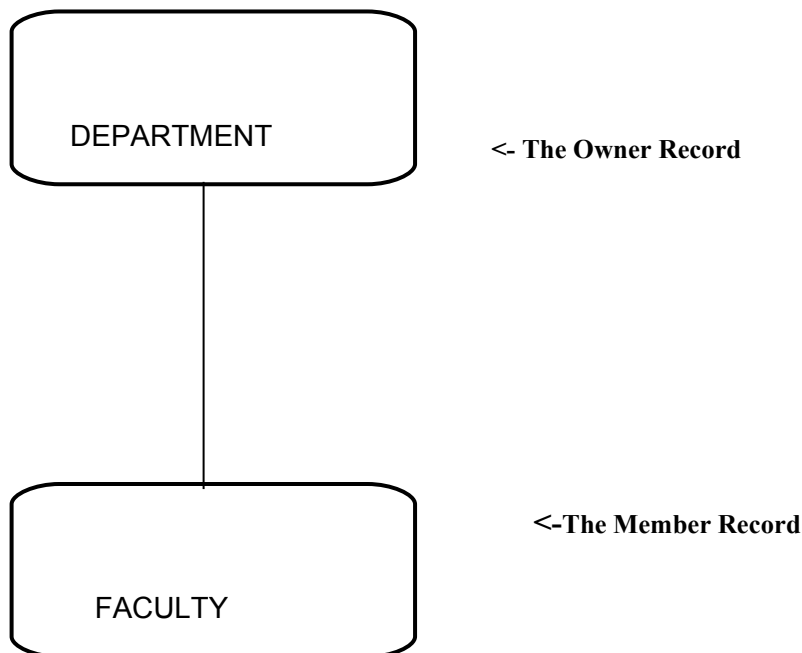 DEPARTMENT
<- The Owner Record
<-The Member Record
FACULTY